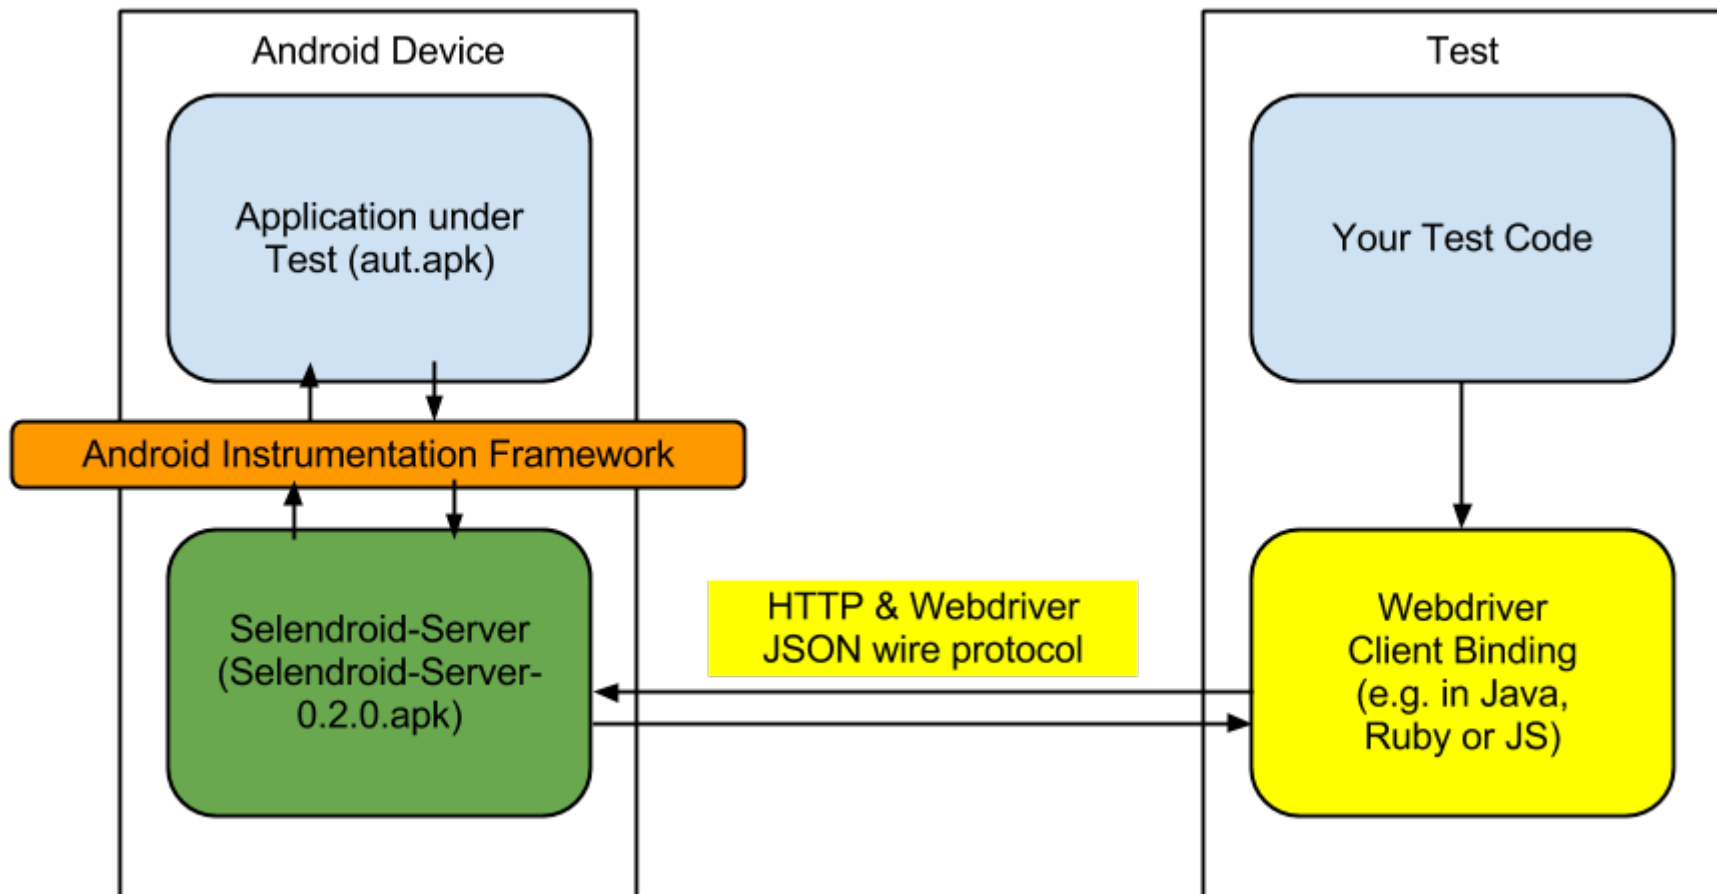 Android Device
Application under
Test (aut.apk)
Android Instrumentation Framework
Selendroid-Server
(Selendroid-Server-
0.2.0.apk)
HTTP & Webdriver
JSON wire protocol
Test
Your Test Code
Webdriver
Client Binding
(e.g. in Java,
Ruby or JS)